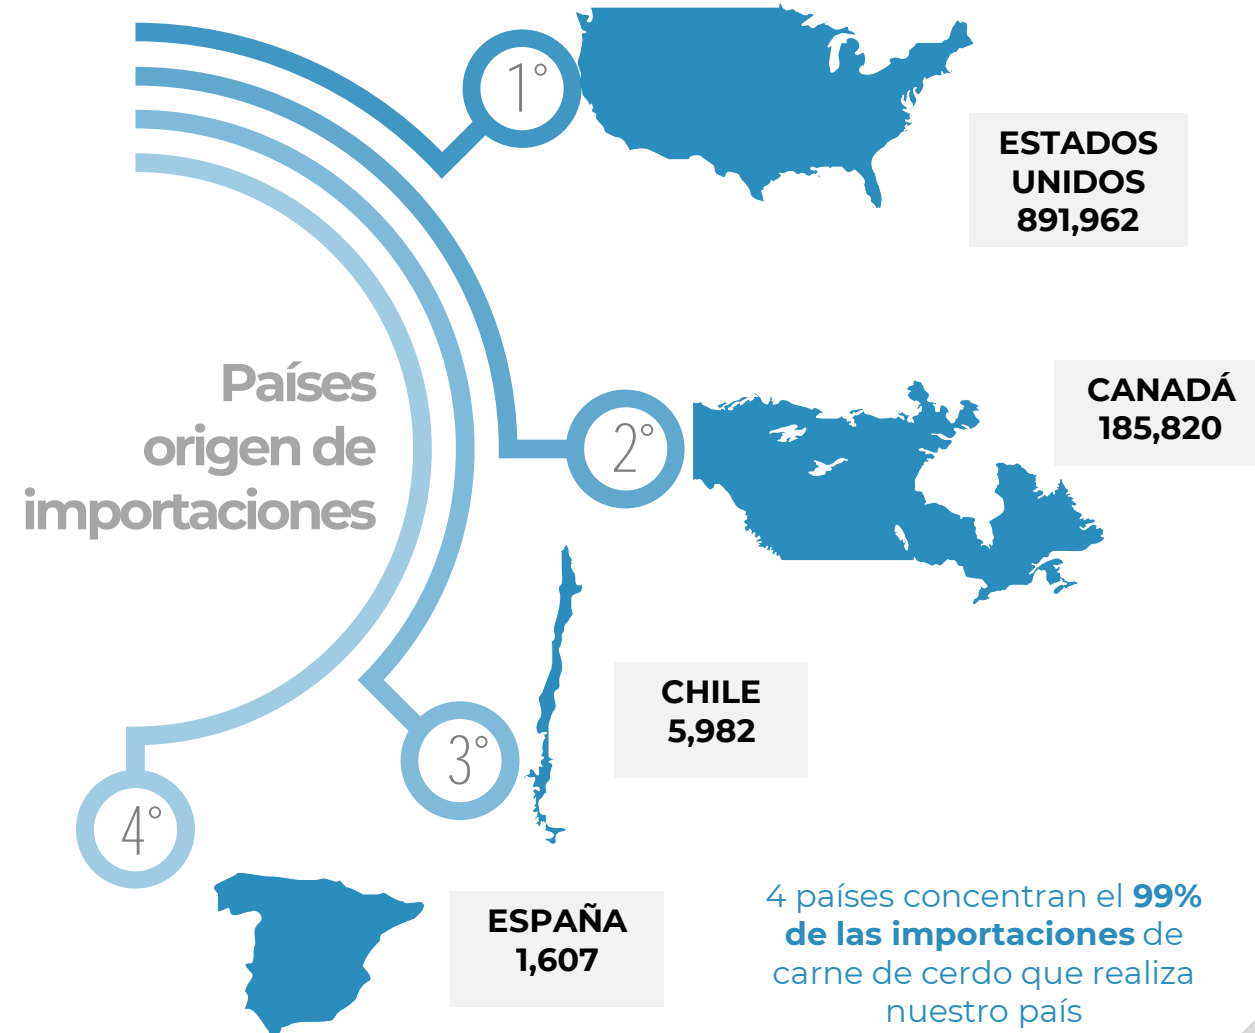 1°
ESTADOS
UNIDOS
891,962
Países
origen de
importaciones
2°
CANADÁ
185,820
3°
CHILE
5,982
4°
ESPAÑA
1,607
4 países concentran el 99%
de las importaciones de
carne de cerdo que realiza
nuestro país